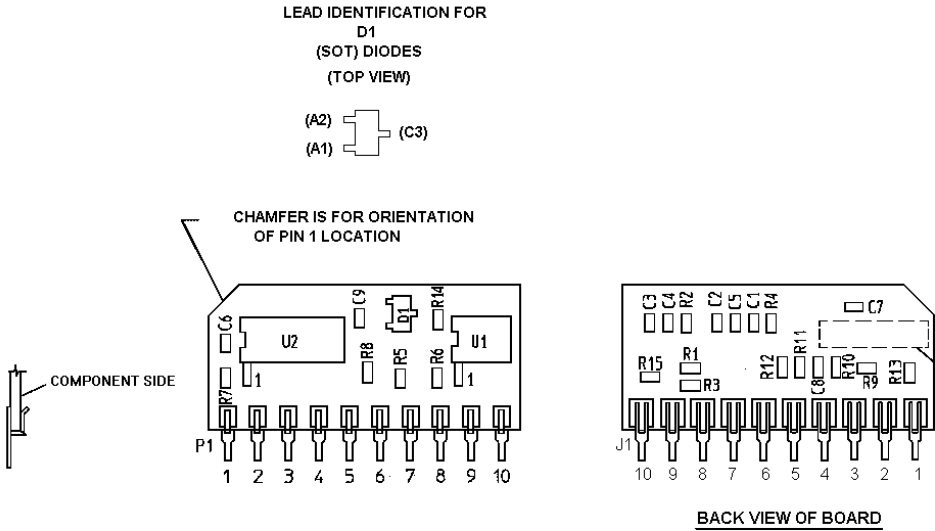 LEAD IDENTIFICATION FOR
D1
(SOT) DIODES
(TOP VIEW)
(A2)
(C3)
(A1)
CHAMFER IS FOR ORIENTATION
OF PIN 1 LOCATION
COMPONENT SIDE
C6
U2
C9
D1
R14
U1
R7
1
R8
R5
R6
1
P1
1 2 3 4 5 6 7 8 9 10
C3 C4 R2 C2 C5 C1 R4
C7
R15
R1
R3
R12
R11
C8
R10
R9
R13
J1
10 9 8 7 6 5 4 3 2 1
BACK VIEW OF BOARD